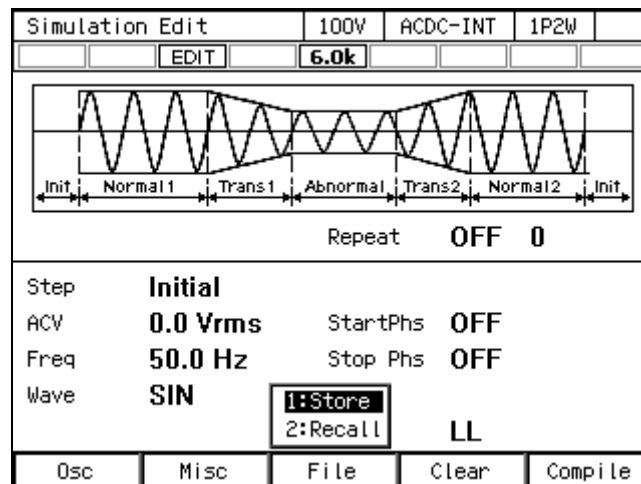 Simulation Edit 100V ACDC-INT 1P2W
EDIT 6.0k
Init Normal1 Trans1 Abnormal Trans2 Normal2 Init
Repeat OFF 0
Step Initial
ACV 0.0 Vrms StartPhs OFF
Freq 50.0 Hz Stop Phs OFF
Wave SIN
1:Store
2:Recall LL
Osc Misc File Clear Compile